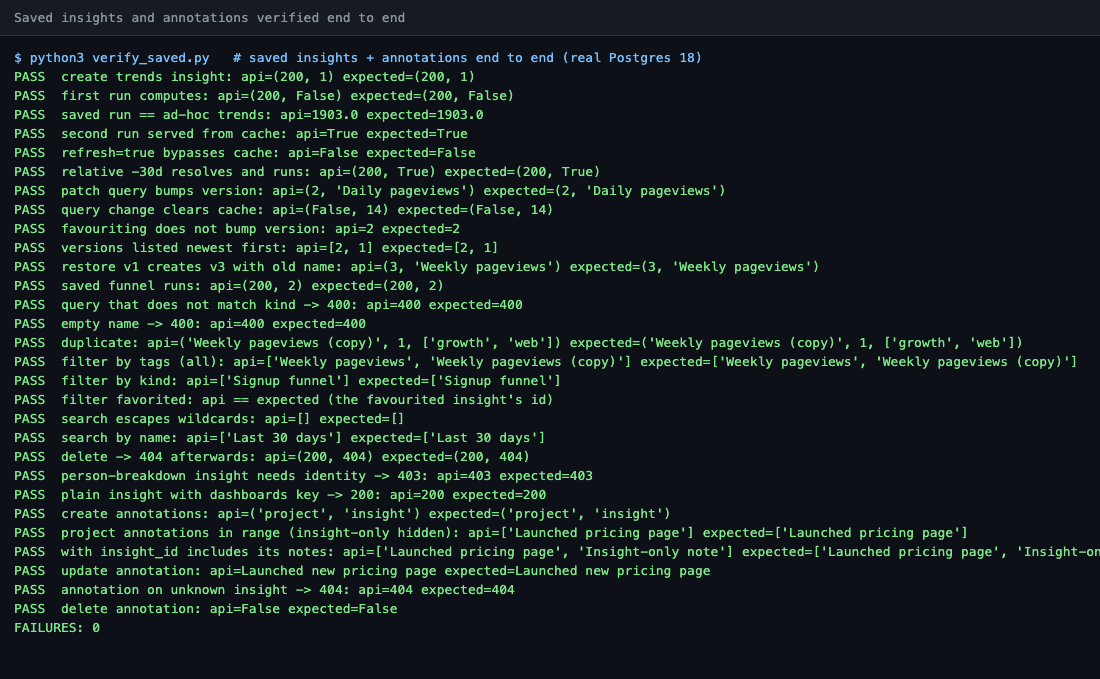 Saved insights and annotations verified end to end
$ python3 verify_saved.py   # saved insights + annotations end to end (real Postgres 18)
PASS  create trends insight: api=(200, 1) expected=(200, 1)
PASS  first run computes: api=(200, False) expected=(200, False)
PASS  saved run == ad-hoc trends: api=1903.0 expected=1903.0
PASS  second run served from cache: api=True expected=True
PASS  refresh=true bypasses cache: api=False expected=False
PASS  relative -30d resolves and runs: api=(200, True) expected=(200, True)
PASS  patch query bumps version: api=(2, 'Daily pageviews') expected=(2, 'Daily pageviews')
PASS  query change clears cache: api=(False, 14) expected=(False, 14)
PASS  favouriting does not bump version: api=2 expected=2
PASS  versions listed newest first: api=[2, 1] expected=[2, 1]
PASS  restore v1 creates v3 with old name: api=(3, 'Weekly pageviews') expected=(3, 'Weekly pageviews')
PASS  saved funnel runs: api=(200, 2) expected=(200, 2)
PASS  query that does not match kind -> 400: api=400 expected=400
PASS  empty name -> 400: api=400 expected=400
PASS  duplicate: api=('Weekly pageviews (copy)', 1, ['growth', 'web']) expected=('Weekly pageviews (copy)', 1, ['growth', 'web'])
PASS  filter by tags (all): api=['Weekly pageviews', 'Weekly pageviews (copy)'] expected=['Weekly pageviews', 'Weekly pageviews (copy)']
PASS  filter by kind: api=['Signup funnel'] expected=['Signup funnel']
PASS  filter favorited: api == expected (the favourited insight's id)
PASS  search escapes wildcards: api=[] expected=[]
PASS  search by name: api=['Last 30 days'] expected=['Last 30 days']
PASS  delete -> 404 afterwards: api=(200, 404) expected=(200, 404)
PASS  person-breakdown insight needs identity -> 403: api=403 expected=403
PASS  plain insight with dashboards key -> 200: api=200 expected=200
PASS  create annotations: api=('project', 'insight') expected=('project', 'insight')
PASS  project annotations in range (insight-only hidden): api=['Launched pricing page'] expected=['Launched pricing page']
PASS  with insight_id includes its notes: api=['Launched pricing page', 'Insight-only note'] expected=['Launched pricing page', 'Insight-on
PASS  update annotation: api=Launched new pricing page expected=Launched new pricing page
PASS  annotation on unknown insight -> 404: api=404 expected=404
PASS  delete annotation: api=False expected=False
FAILURES: 0